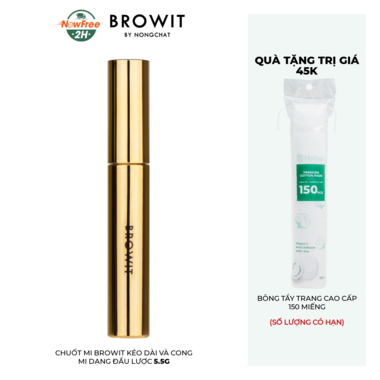 NowFree
2H
BROWIT
BY NONGCHAT
QUÀ TẶNG TRỊ GIÁ
45K
BROWIT
150
BÔNG TẨY TRANG CAO CẤP
150 MIẾNG
(SỐ LƯỢNG CÓ HẠN)
CHUỐT MI BROWIT KÉO DÀI VÀ CONG
MI DẠNG ĐẦU LƯỢC 5.5G